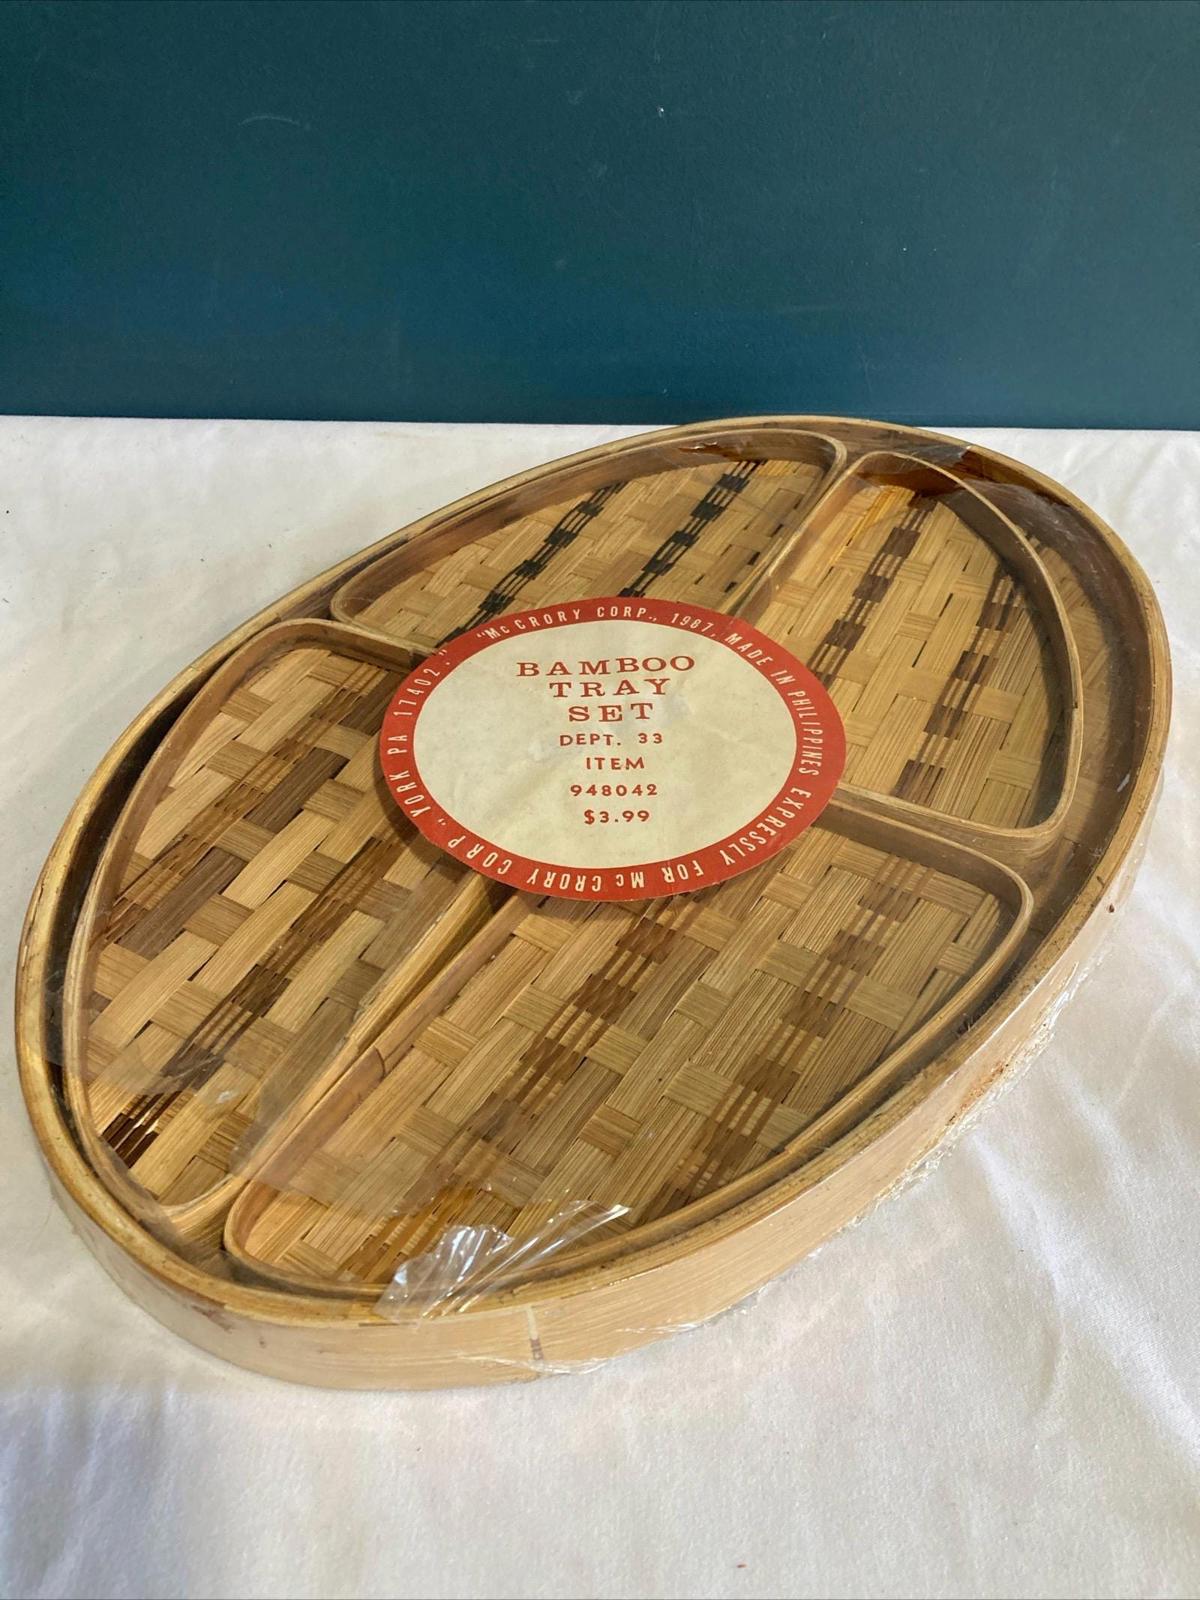 BAMBOO
TRAY
SET
DEPT. 33
ITEM
948042
$3.99
"McCRORY CORP., 1987, MADE IN PHILIPPINES EXPRESSLY FOR McCRORY CORP., YORK PA 17402."